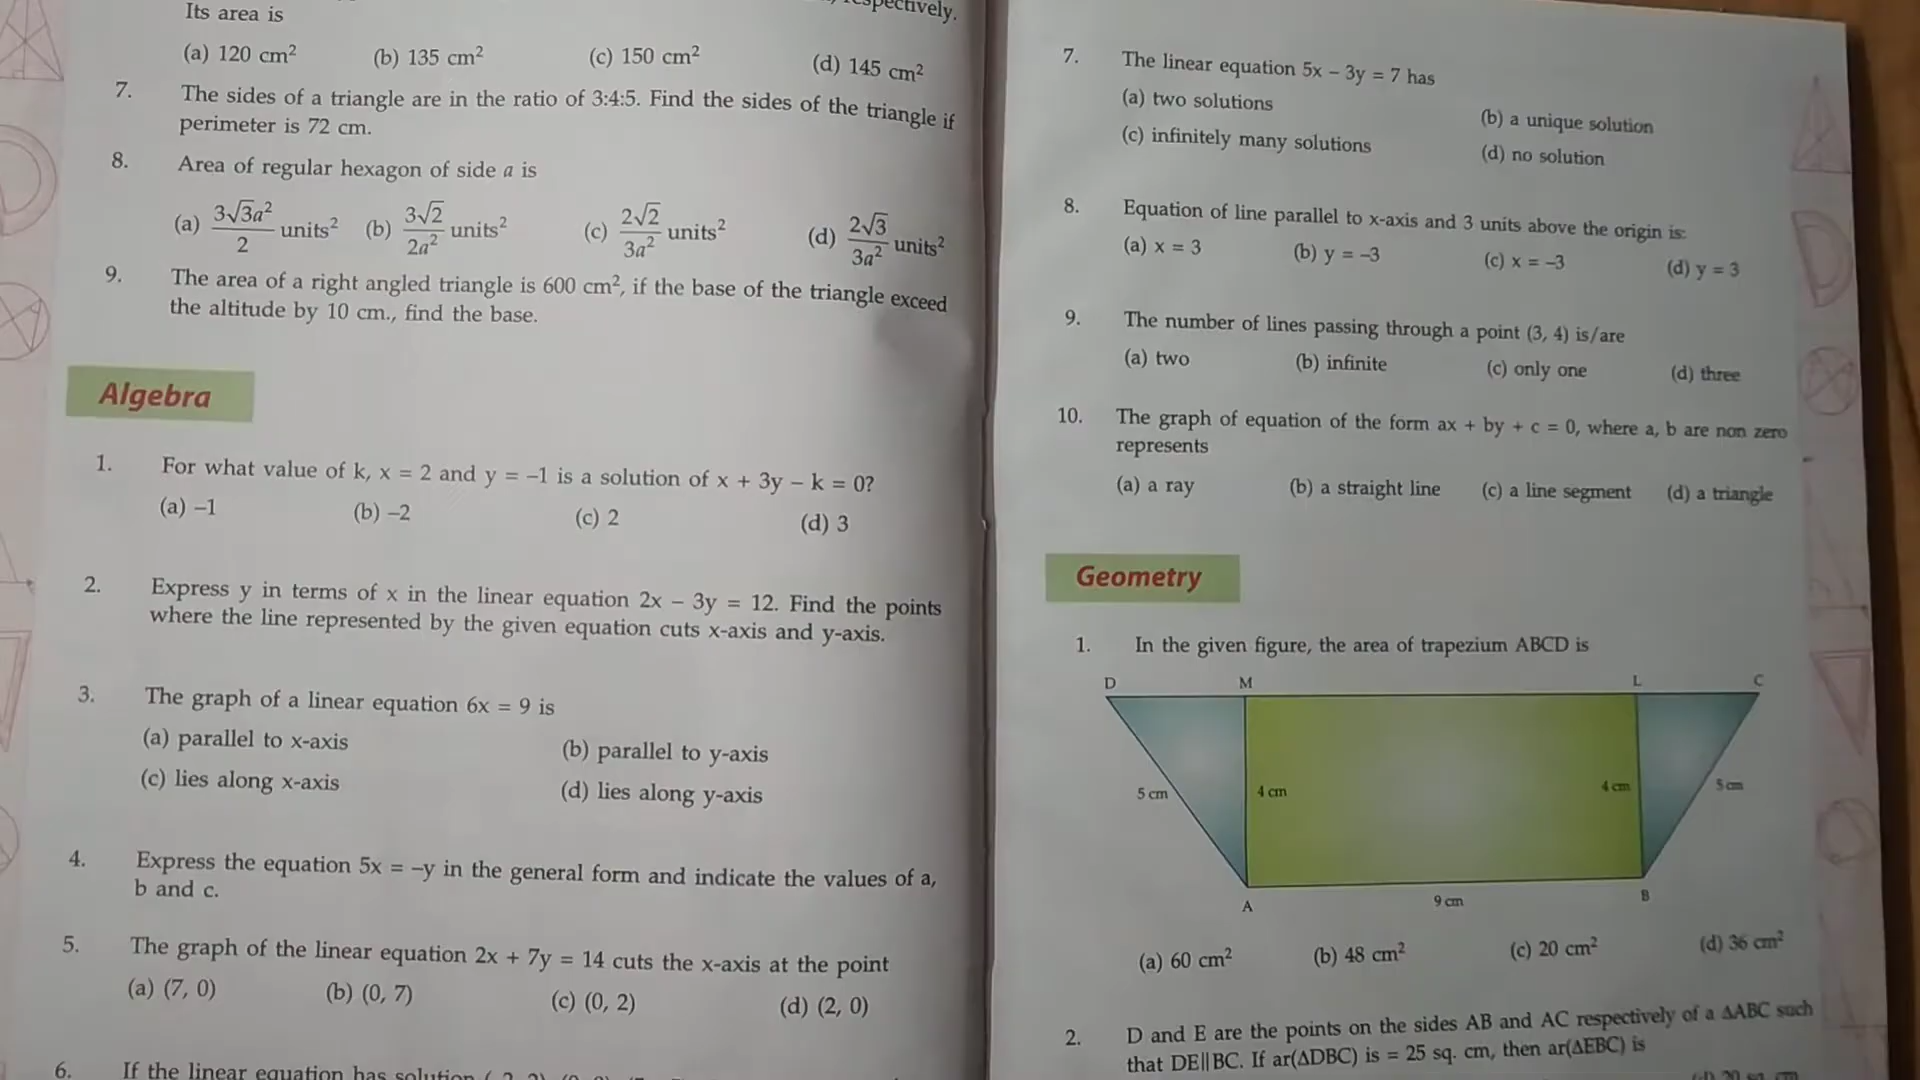 respectively.
Its area is
(a) 120 cm² (b) 135 cm² (c) 150 cm² (d) 145 cm²
7. The sides of a triangle are in the ratio of 3:4:5. Find the sides of the triangle if
perimeter is 72 cm.
8. Area of regular hexagon of side a is
(a) 3√3a²/2 units² (b) 3√2/2a² units² (c) 2√2/3a² units² (d) 2√3/3a² units²
9. The area of a right angled triangle is 600 cm², if the base of the triangle exceed
the altitude by 10 cm., find the base.
Algebra
1. For what value of k, x = 2 and y = –1 is a solution of x + 3y – k = 0?
(a) –1 (b) –2 (c) 2 (d) 3
2. Express y in terms of x in the linear equation 2x – 3y = 12. Find the points
where the line represented by the given equation cuts x-axis and y-axis.
3. The graph of a linear equation 6x = 9 is
(a) parallel to x-axis (b) parallel to y-axis
(c) lies along x-axis (d) lies along y-axis
4. Express the equation 5x = –y in the general form and indicate the values of a,
b and c.
5. The graph of the linear equation 2x + 7y = 14 cuts the x-axis at the point
(a) (7, 0) (b) (0, 7) (c) (0, 2) (d) (2, 0)
6. If the linear equation has solution
7. The linear equation 5x – 3y = 7 has
(a) two solutions (b) a unique solution
(c) infinitely many solutions (d) no solution
8. Equation of line parallel to x-axis and 3 units above the origin is:
(a) x = 3 (b) y = –3 (c) x = –3 (d) y = 3
9. The number of lines passing through a point (3, 4) is/are
(a) two (b) infinite (c) only one (d) three
10. The graph of equation of the form ax + by + c = 0, where a, b are non zero
represents
(a) a ray (b) a straight line (c) a line segment (d) a triangle
Geometry
1. In the given figure, the area of trapezium ABCD is
D M L C
5 cm 4 cm 4 cm 5 cm
A 9 cm B
(a) 60 cm² (b) 48 cm² (c) 20 cm² (d) 36 cm²
2. D and E are the points on the sides AB and AC respectively of a ΔABC such
that DE||BC. If ar(ΔDBC) is = 25 sq. cm, then ar(ΔEBC) is